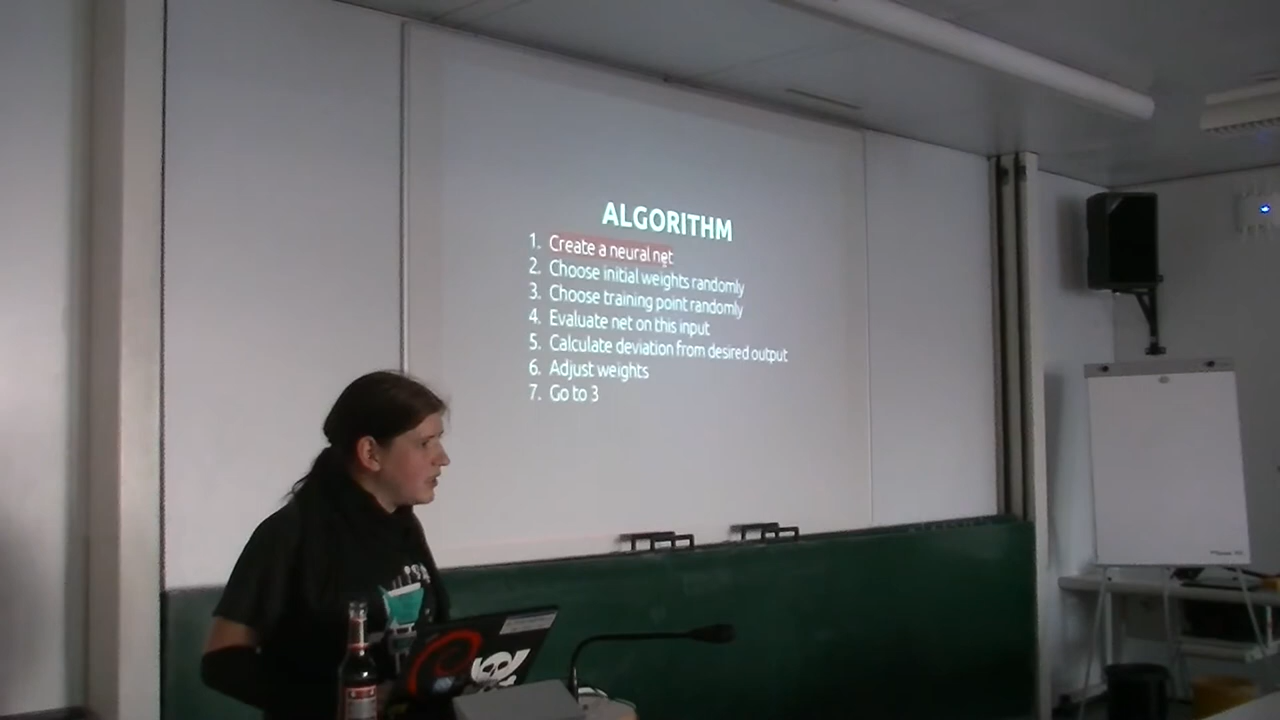 ALGORITHM
1. Create a neural net
2. Choose initial weights randomly
3. Choose training point randomly
4. Evaluate net on this input
5. Calculate deviation from desired output
6. Adjust weights
7. Go to 3